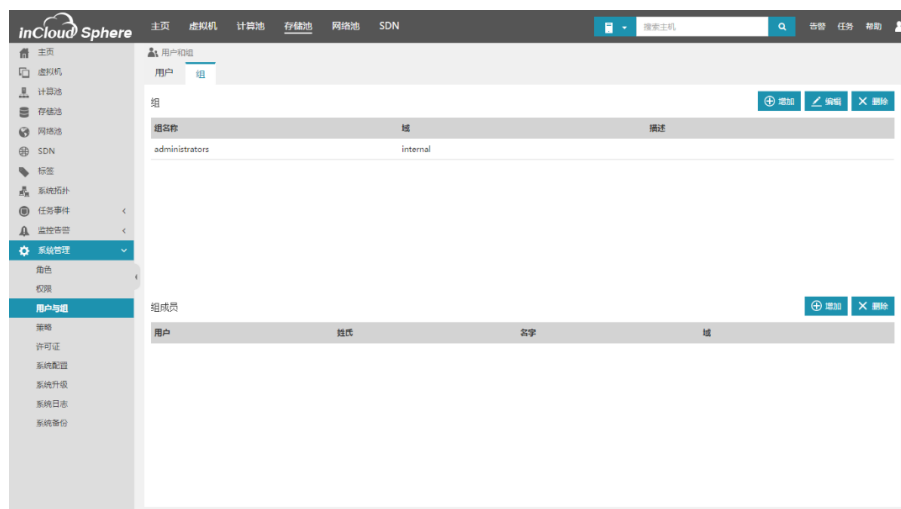 inCloud Sphere 主页 虚拟机 计算池 存储池 网络池 SDN 搜索主机 告警 任务 帮助
主页
虚拟机
计算池
存储池
网络池
SDN
标签
系统拓扑
任务事件
监控告警
系统管理
角色
权限
用户与组
策略
许可证
系统配置
系统升级
系统日志
系统备份
用户和组
用户 组
组 增加 编辑 删除
组名称 域 描述
administrators internal
组成员 增加 删除
用户 姓氏 名字 域